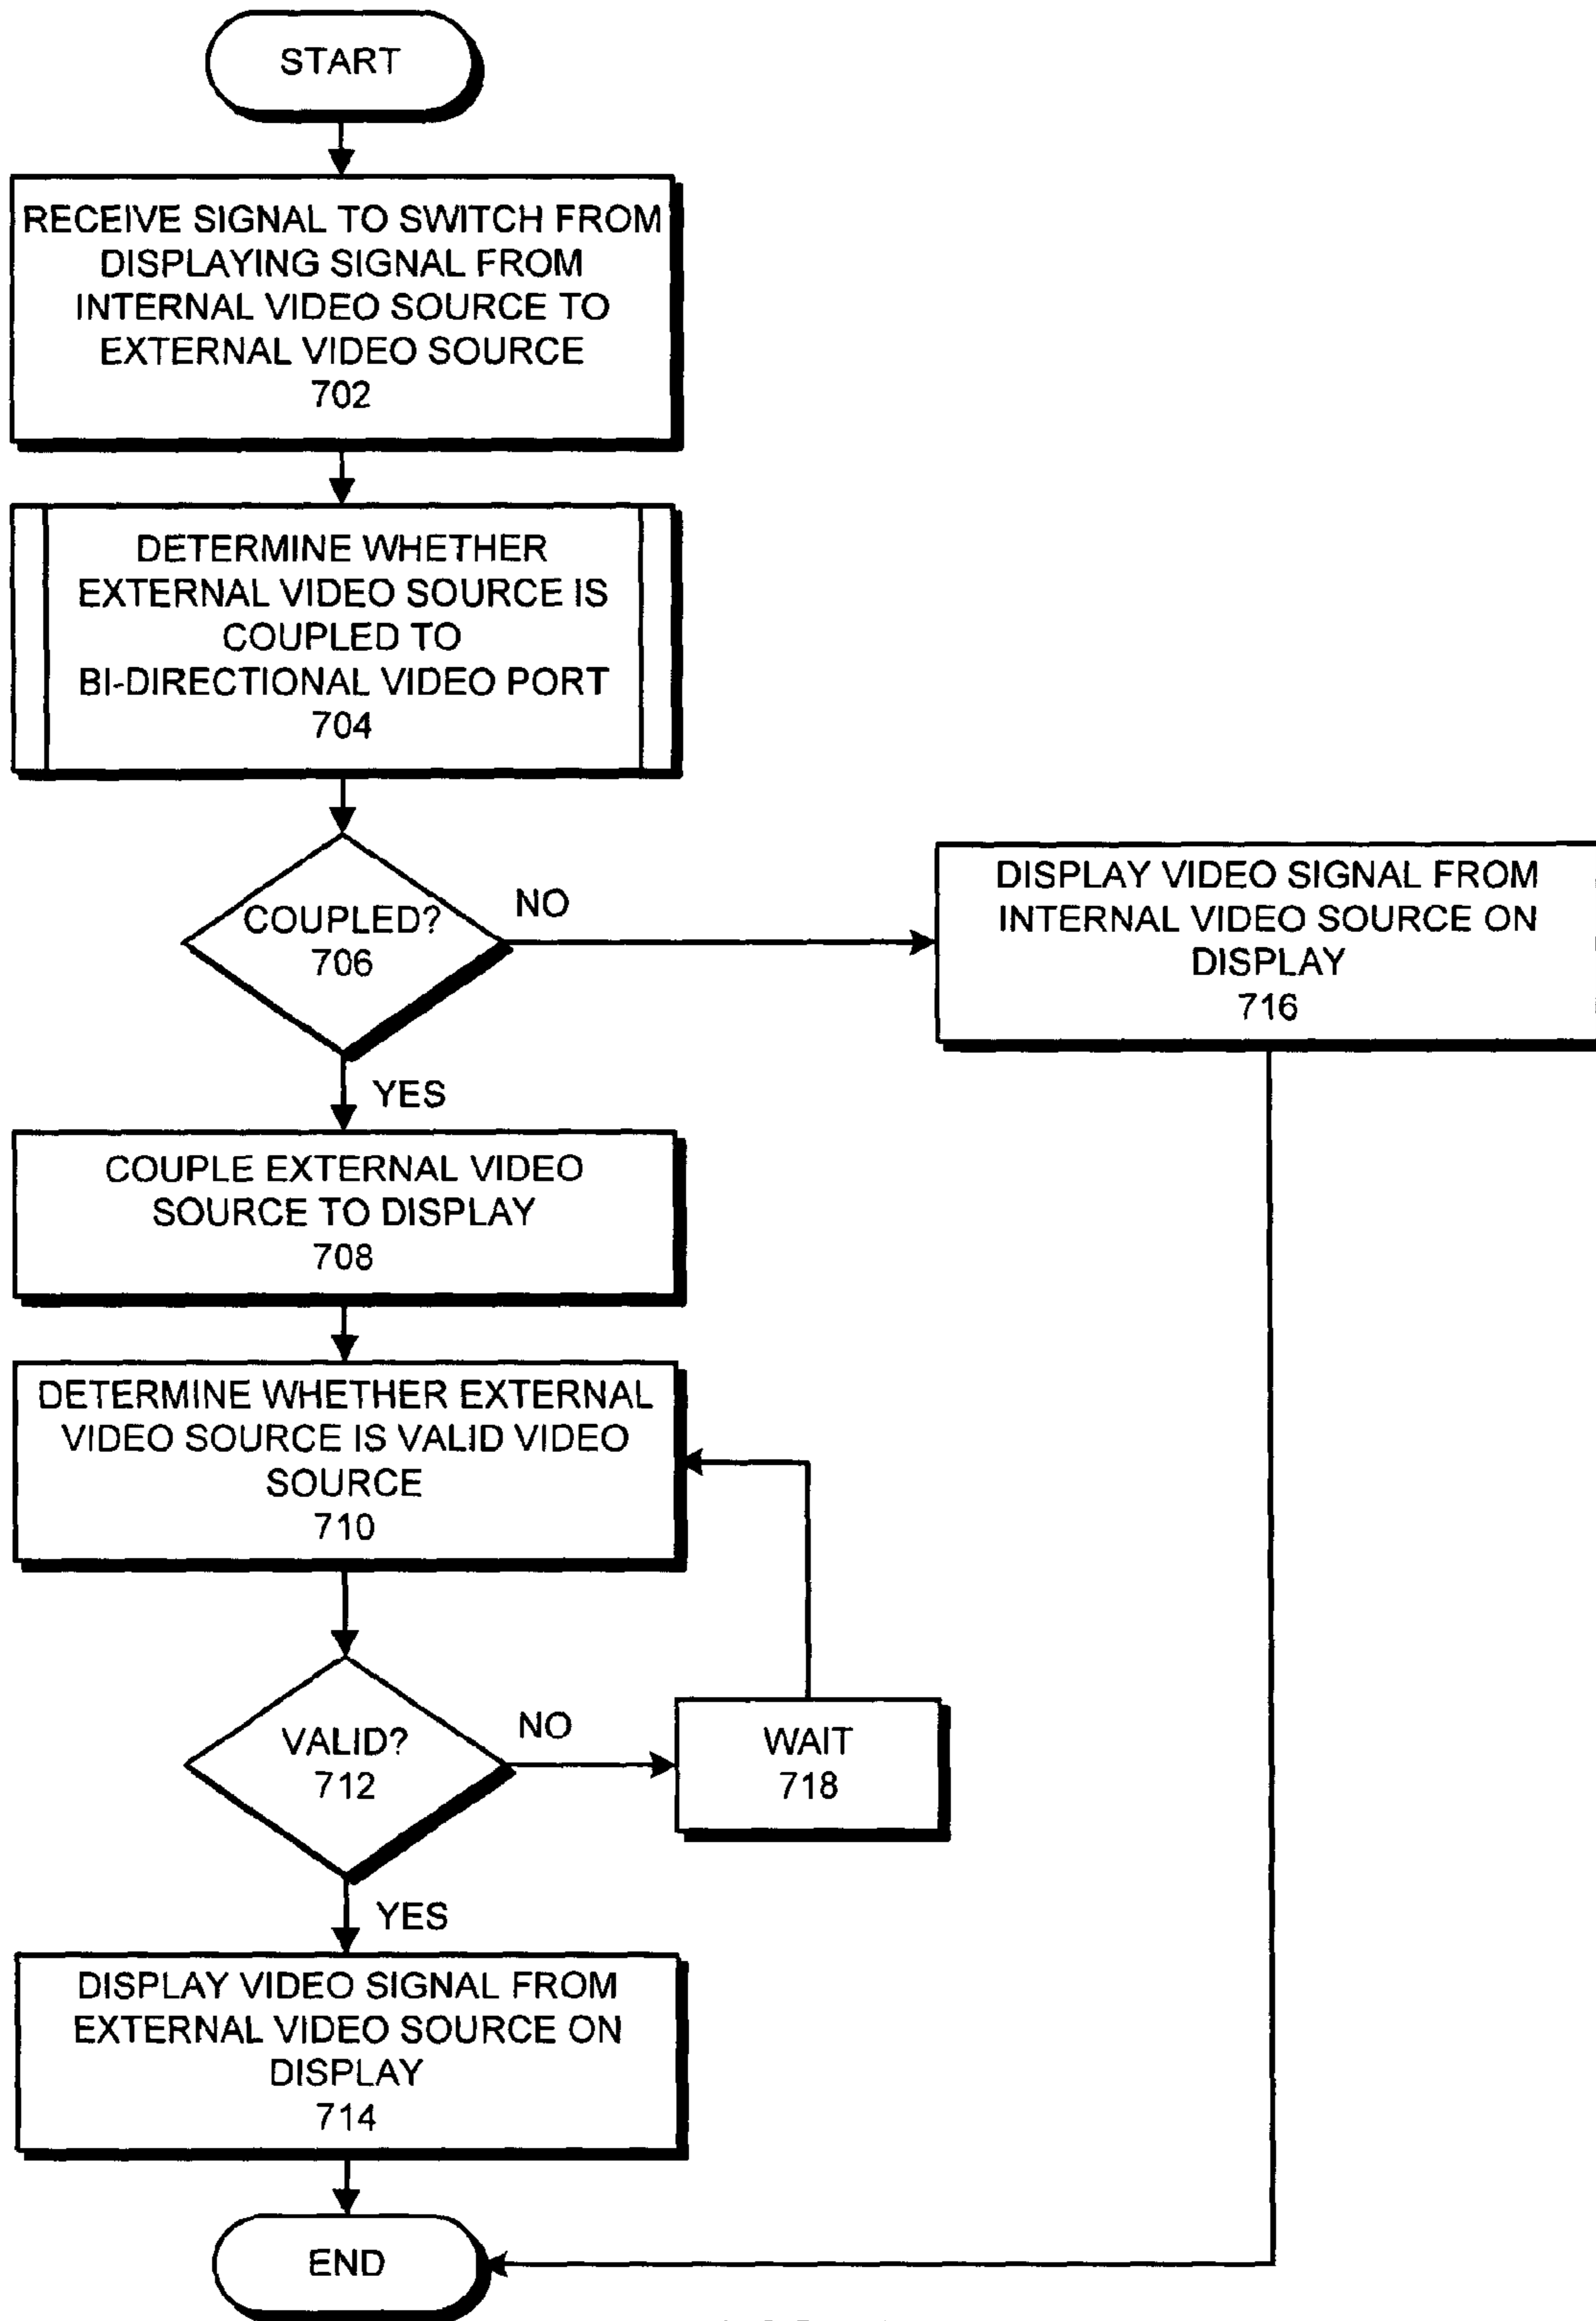 START
RECEIVE SIGNAL TO SWITCH FROM
DISPLAYING SIGNAL FROM
INTERNAL VIDEO SOURCE TO
EXTERNAL VIDEO SOURCE
702
DETERMINE WHETHER
EXTERNAL VIDEO SOURCE IS
COUPLED TO
BI-DIRECTIONAL VIDEO PORT
704
COUPLED?
706
NO
DISPLAY VIDEO SIGNAL FROM
INTERNAL VIDEO SOURCE ON
DISPLAY
716
YES
COUPLE EXTERNAL VIDEO
SOURCE TO DISPLAY
708
DETERMINE WHETHER EXTERNAL
VIDEO SOURCE IS VALID VIDEO
SOURCE
710
VALID?
712
NO
WAIT
718
YES
DISPLAY VIDEO SIGNAL FROM
EXTERNAL VIDEO SOURCE ON
DISPLAY
714
END